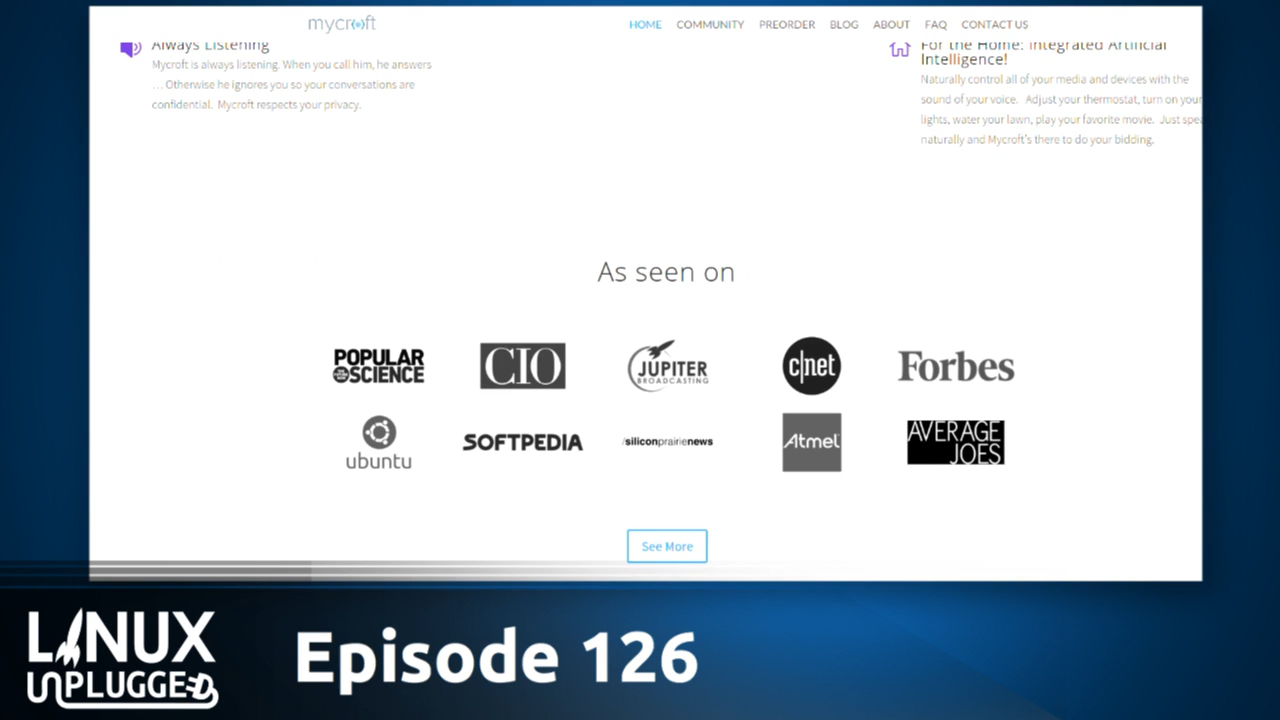 mycroft
HOME COMMUNITY PREORDER BLOG ABOUT FAQ CONTACT US
Always Listening
Mycroft is always listening. When you call him, he answers
... Otherwise he ignores you so your conversations are
confidential. Mycroft respects your privacy.
For the Home: Integrated Artificial
Intelligence!
Naturally control all of your media and devices with the
sound of your voice. Adjust your thermostat, turn on your
lights, water your lawn, play your favorite movie. Just spea
naturally and Mycroft's there to do your bidding.
As seen on
POPULAR
SCIENCE
CIO
JUPITER
BROADCASTING
c|net
Forbes
ubuntu
SOFTPEDIA
/siliconprairienews
Atmel
AVERAGE
JOES
See More
LINUX
UNPLUGGED
Episode 126